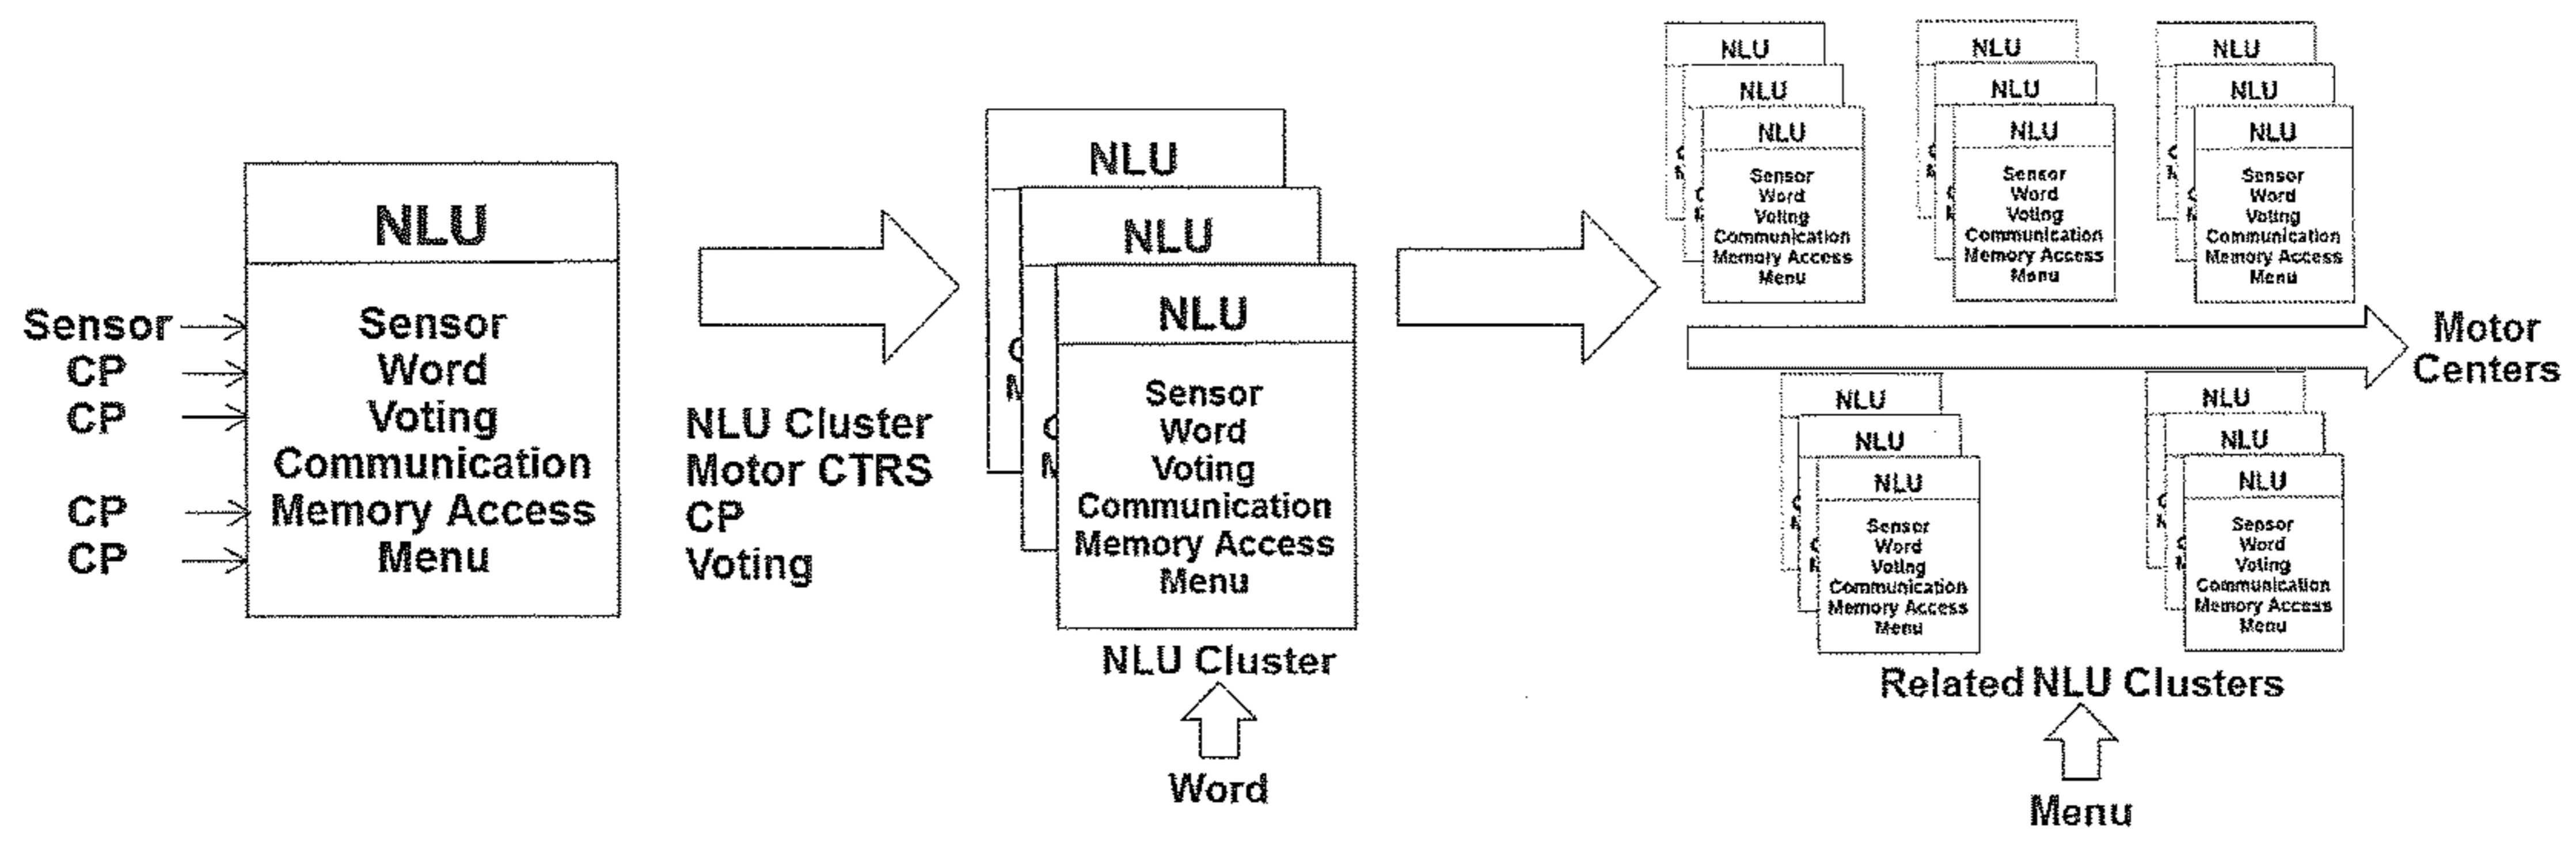 NLU
Sensor
Word
Voting
Communication
Memory Access
Menu
Sensor
CP
CP
CP
CP
NLU Cluster
Motor CTRS
CP
Voting
NLU
NLU
NLU
Sensor
Word
Voting
Communication
Memory Access
Menu
NLU Cluster
Word
NLU
NLU
NLU
Sensor
Word
Voting
Communication
Memory Access
Menu
NLU
NLU
NLU
Sensor
Word
Voting
Communication
Memory Access
Menu
NLU
NLU
NLU
Sensor
Word
Voting
Communication
Memory Access
Menu
Motor
Centers
NLU
NLU
NLU
Sensor
Word
Voting
Communication
Memory Access
Menu
NLU
NLU
NLU
Sensor
Word
Voting
Communication
Memory Access
Menu
Related NLU Clusters
Menu